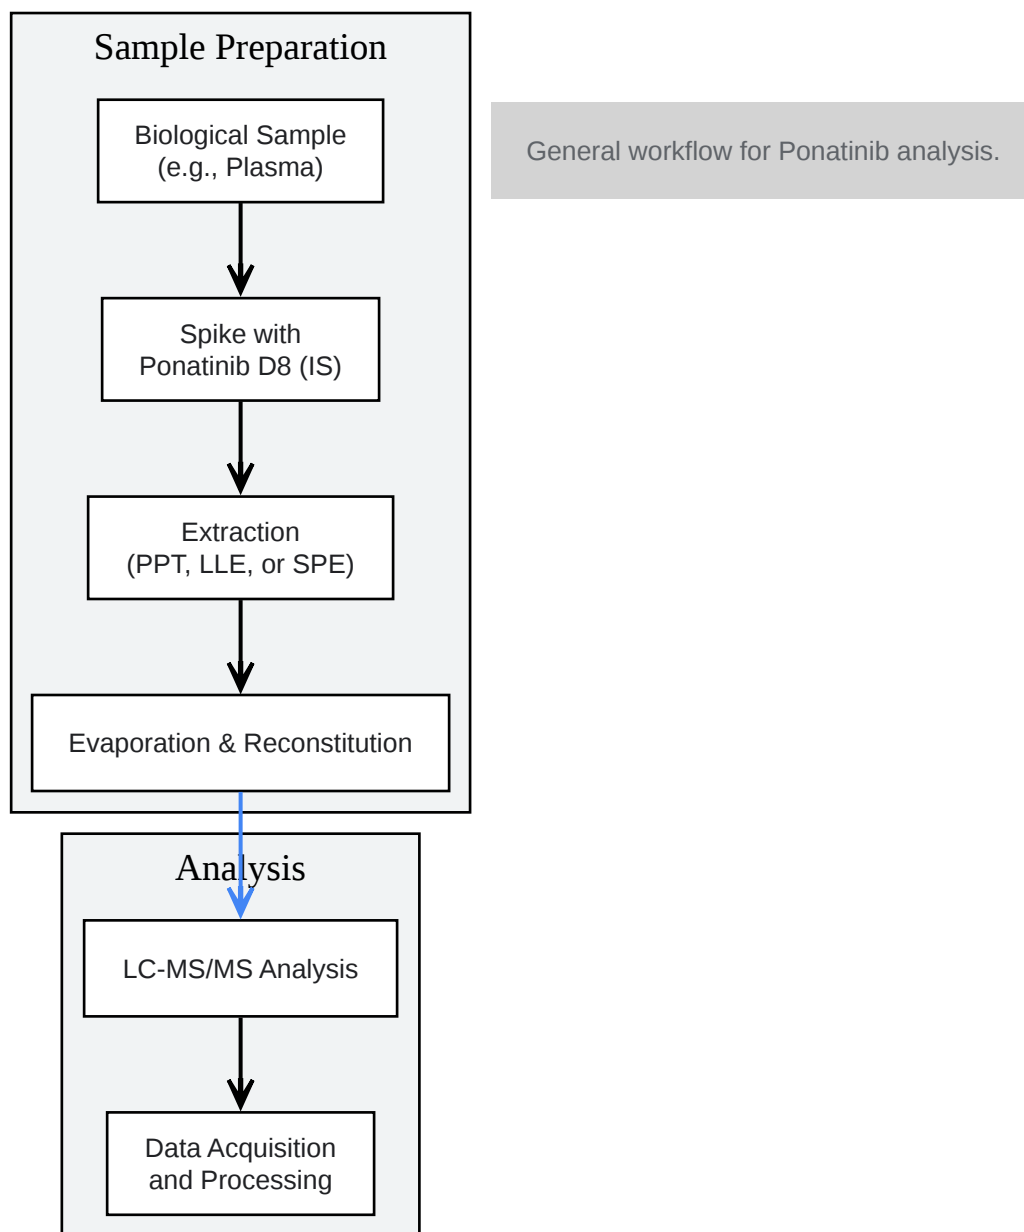 Sample Preparation
Biological Sample
(e.g., Plasma)
General workflow for Ponatinib analysis.
Spike with
Ponatinib D8 (IS)
Extraction
(PPT, LLE, or SPE)
Evaporation & Reconstitution
Analysis
LC-MS/MS Analysis
Data Acquisition
and Processing